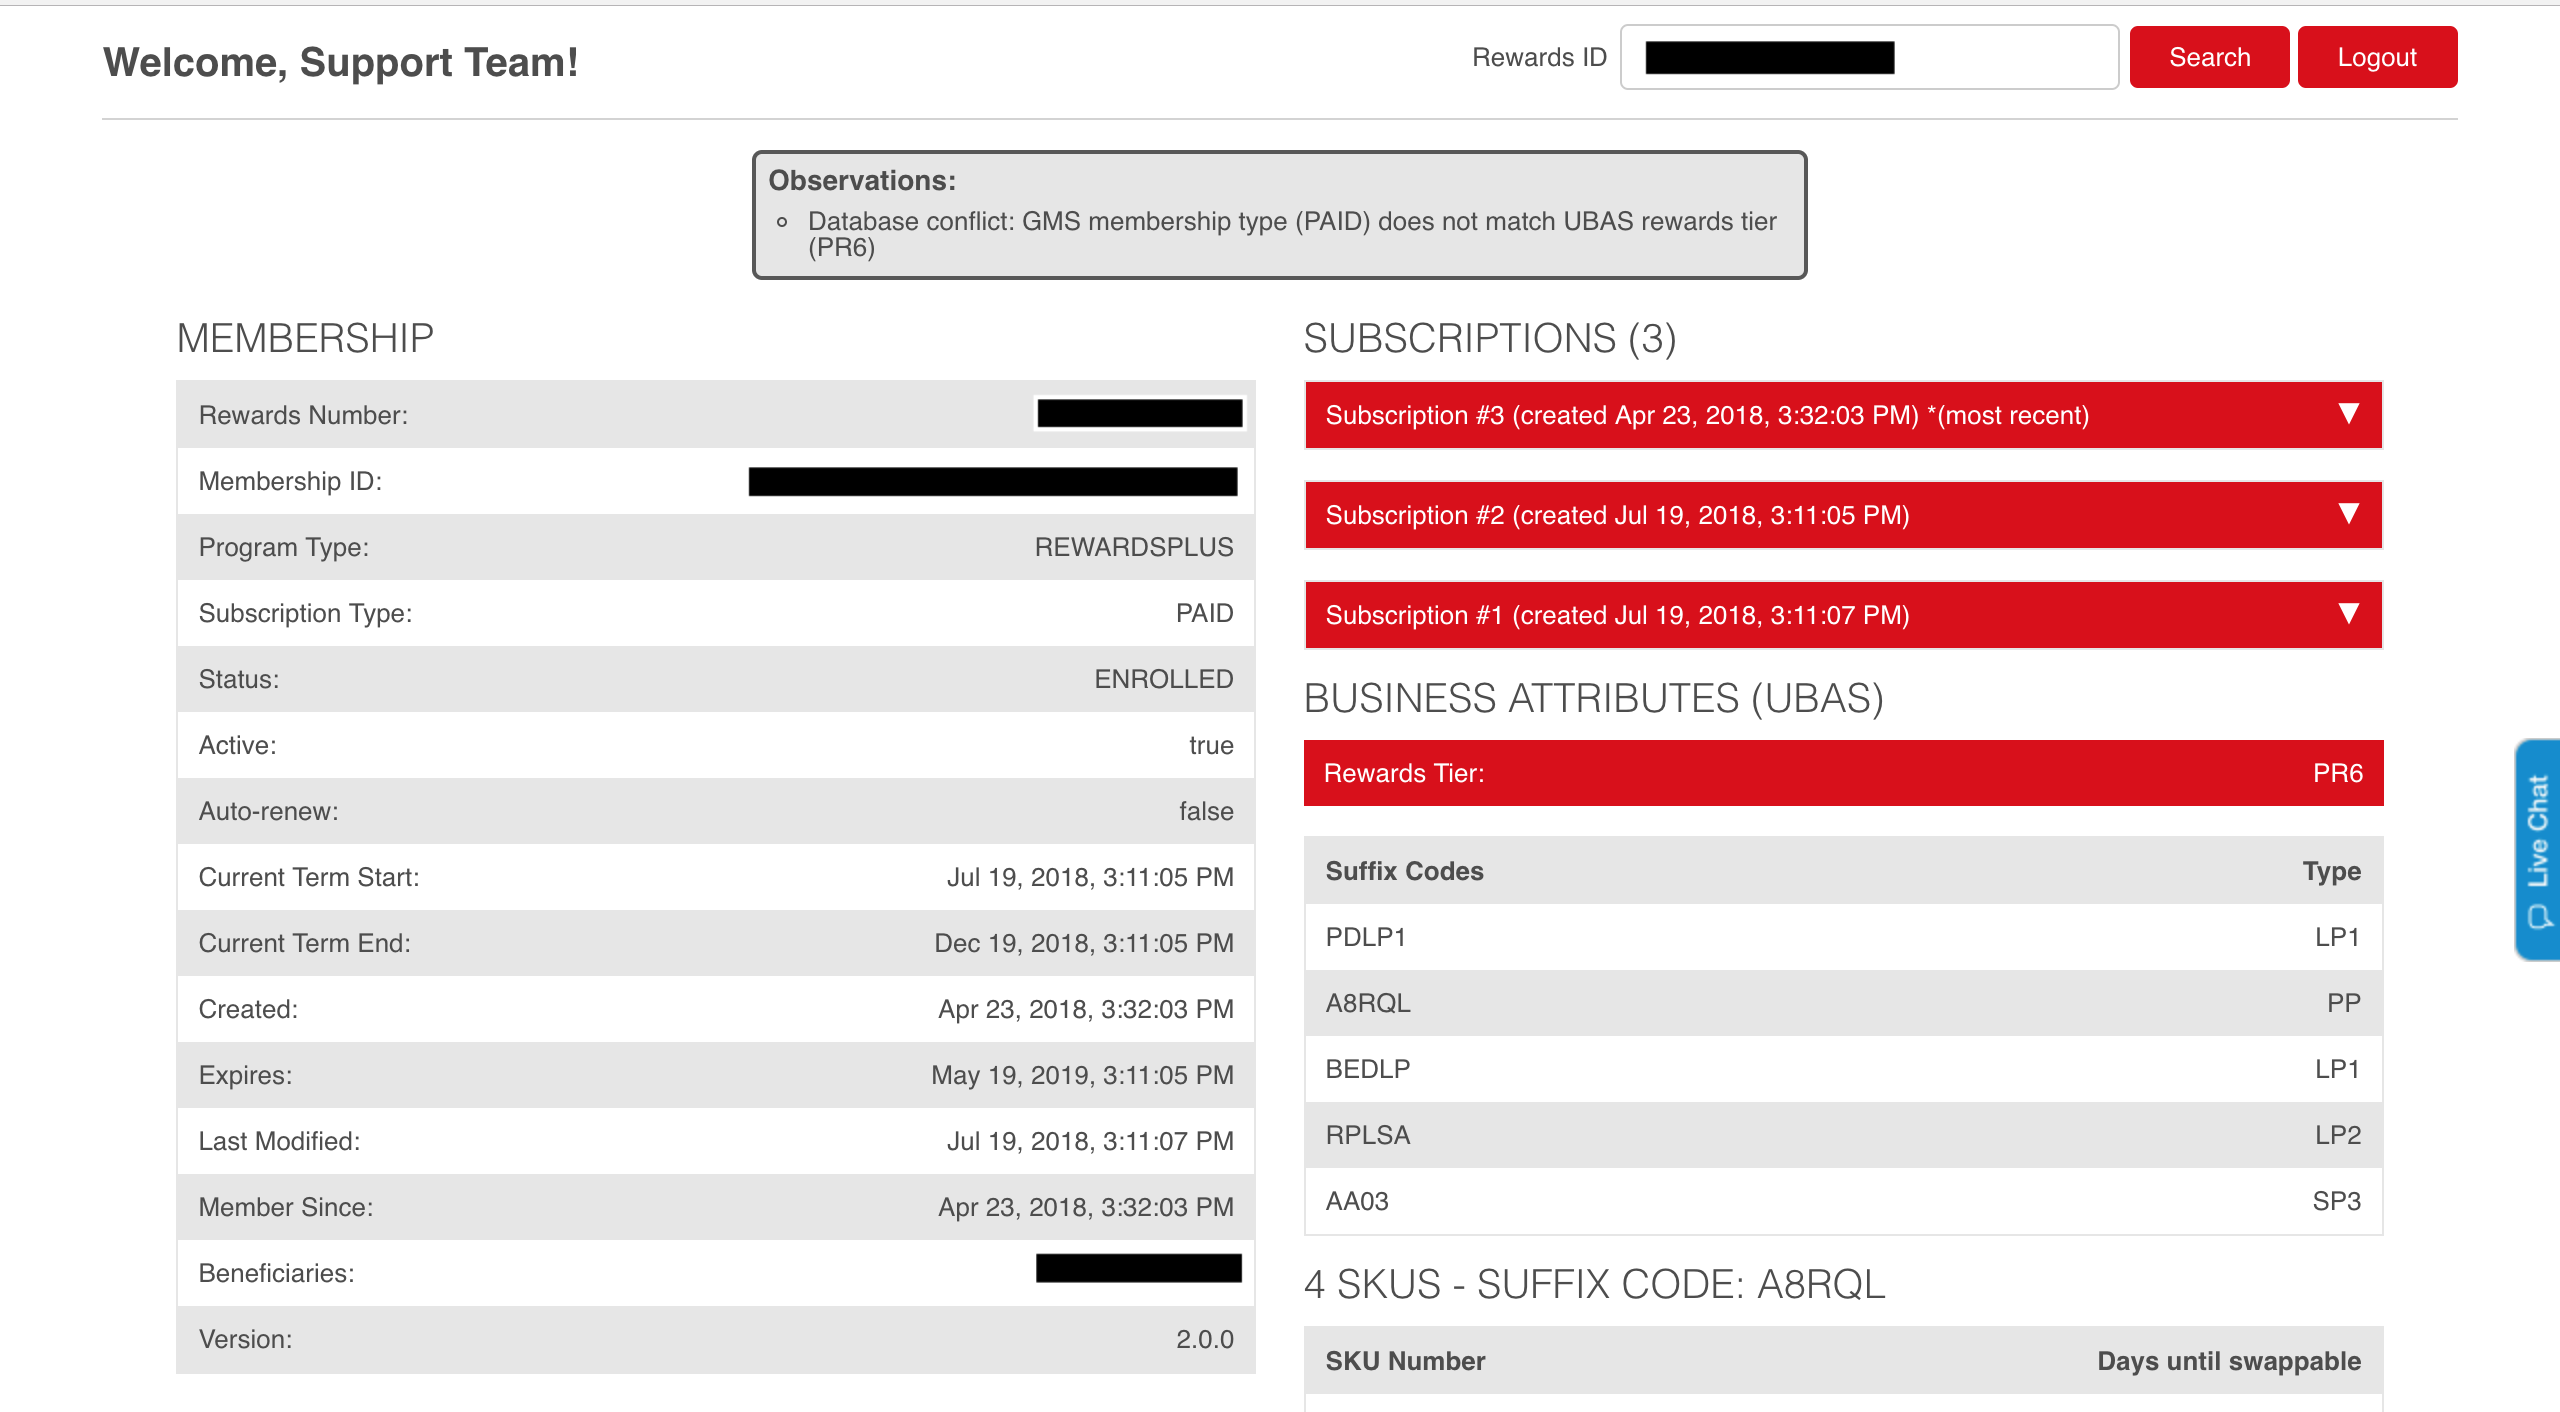 Welcome, Support Team!
Rewards ID
Search
Logout
Observations:
Database conflict: GMS membership type (PAID) does not match UBAS rewards tier
(PR6)
MEMBERSHIP
Rewards Number:
Membership ID:
Program Type: REWARDSPLUS
Subscription Type: PAID
Status: ENROLLED
Active: true
Auto-renew: false
Current Term Start: Jul 19, 2018, 3:11:05 PM
Current Term End: Dec 19, 2018, 3:11:05 PM
Created: Apr 23, 2018, 3:32:03 PM
Expires: May 19, 2019, 3:11:05 PM
Last Modified: Jul 19, 2018, 3:11:07 PM
Member Since: Apr 23, 2018, 3:32:03 PM
Beneficiaries:
Version: 2.0.0
SUBSCRIPTIONS (3)
Subscription #3 (created Apr 23, 2018, 3:32:03 PM) *(most recent)
Subscription #2 (created Jul 19, 2018, 3:11:05 PM)
Subscription #1 (created Jul 19, 2018, 3:11:07 PM)
BUSINESS ATTRIBUTES (UBAS)
Rewards Tier: PR6
Suffix Codes Type
PDLP1 LP1
A8RQL PP
BEDLP LP1
RPLSA LP2
AA03 SP3
4 SKUS - SUFFIX CODE: A8RQL
SKU Number Days until swappable
Live Chat